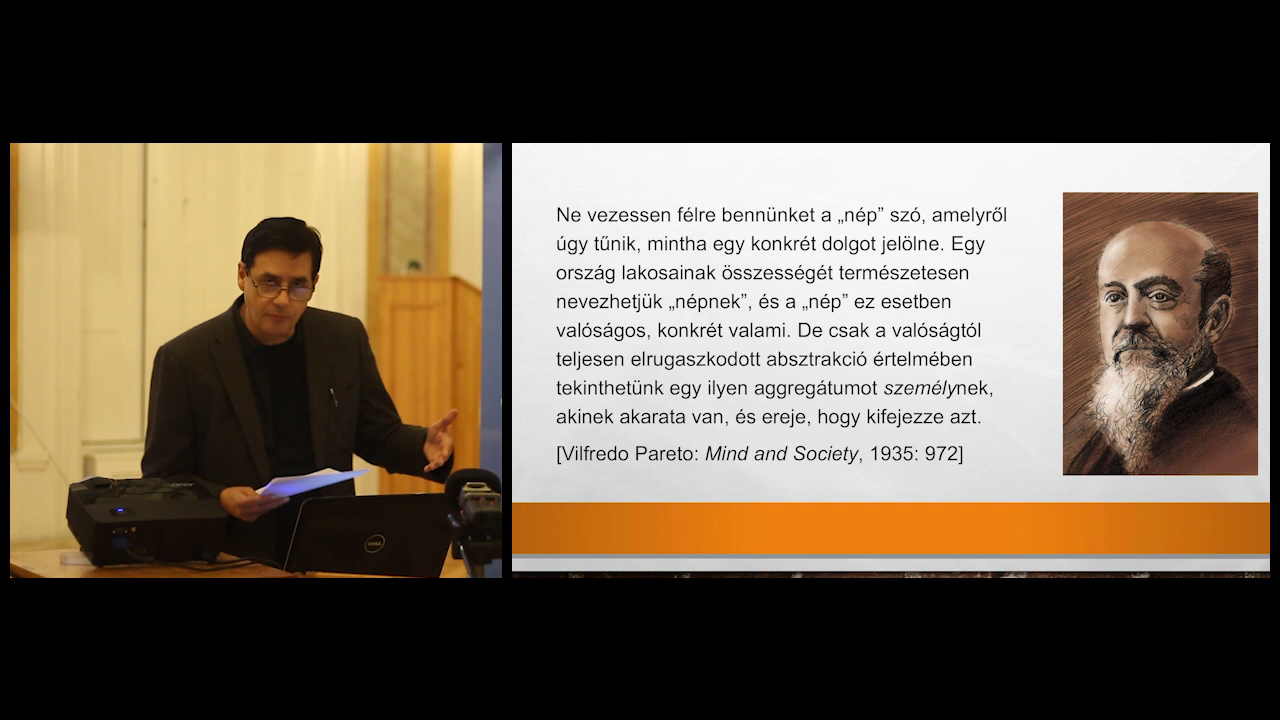 Ne vezessen félre bennünket a „nép” szó, amelyről
úgy tűnik, mintha egy konkrét dolgot jelölne. Egy
ország lakosainak összességét természetesen
nevezhetjük „népnek”, és a „nép” ez esetben
valóságos, konkrét valami. De csak a valóságtól
teljesen elrugaszkodott absztrakció értelmében
tekinthetünk egy ilyen aggregátumot személynek,
akinek akarata van, és ereje, hogy kifejezze azt.
[Vilfredo Pareto: Mind and Society, 1935: 972]
acer
DELL